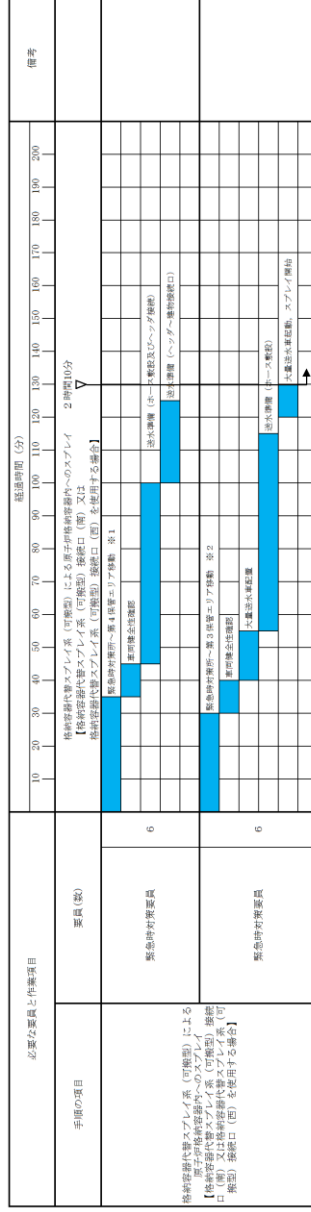 必要な要員と作業項目
経過時間（分）
備考
手順の項目
要員(数)
10 20 30 40 50 60 70 80 90 100 110 120 130 140 150 160 170 180 190 200
格納容器代替スプレイ系（可搬型）による原子炉格納容器内へのスプレイ
【格納容器代替スプレイ系（可搬型）接続口（南）又は
格納容器代替スプレイ系（可搬型）接続口（西）を使用する場合】
2時間10分
格納容器代替スプレイ系（可搬型）による
原子炉格納容器内へのスプレイ
【格納容器代替スプレイ系（可搬型）接続
口（南）又は格納容器代替スプレイ系（可
搬型）接続口（西）を使用する場合】
緊急時対策要員
6
緊急時対策所～第4保管エリア移動 ※1
車両健全性確認
送水準備（ホース敷設及びヘッダ接続）
送水準備（ヘッダ～建物接続口）
緊急時対策要員
6
緊急時対策所～第3保管エリア移動 ※2
車両健全性確認
大量送水車配置
送水準備（ホース敷設）
大量送水車起動，スプレイ開始